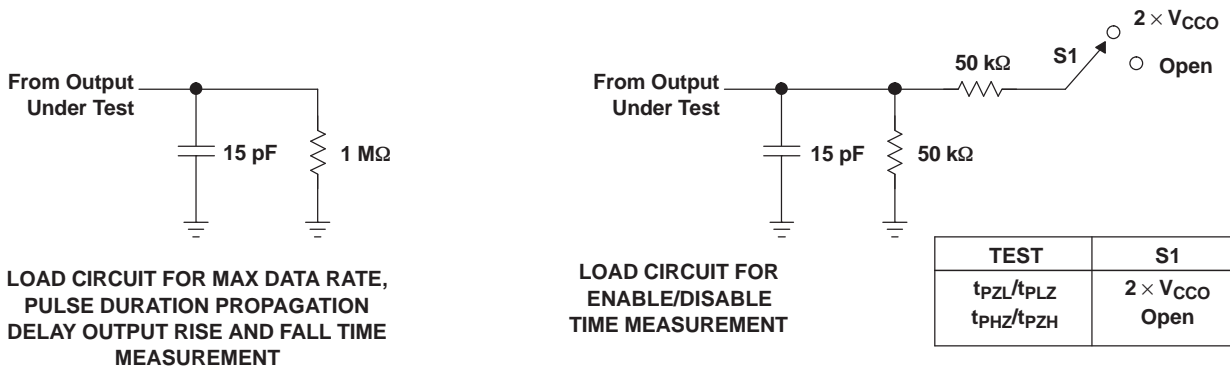 From Output
Under Test
15 pF
1 MΩ
LOAD CIRCUIT FOR MAX DATA RATE,
PULSE DURATION PROPAGATION
DELAY OUTPUT RISE AND FALL TIME
MEASUREMENT
From Output
Under Test
15 pF
50 kΩ
50 kΩ
S1
2 × VCCO
Open
LOAD CIRCUIT FOR
ENABLE/DISABLE
TIME MEASUREMENT
TEST S1
tPZL/tPLZ 2 × VCCO
tPHZ/tPZH Open